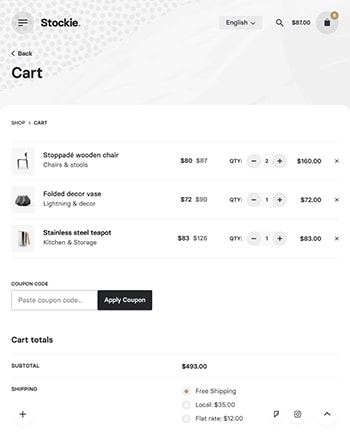 Stockie.
English
$87.00
6
Back
Cart
SHOP > CART
Stoppadé wooden chair
Chairs & stools
$80 $87
QTY: − 2 + $160.00 ×
Folded decor vase
Lightning & decor
$72 $90
QTY: − 1 + $72.00 ×
Stainless steel teapot
Kitchen & Storage
$83 $126
QTY: − 1 + $83.00 ×
COUPON CODE
Paste coupon code...
Apply Coupon
Cart totals
SUBTOTAL
$493.00
SHIPPING
Free Shipping
Local: $35.00
Flat rate: $12.00